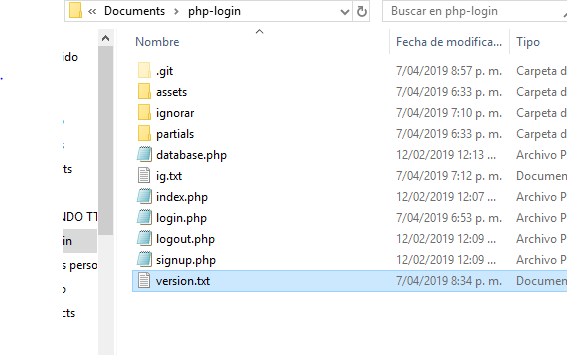 « Documents › php-login
Buscar en php-login
Nombre Fecha de modifica... Tipo
ido
.git 7/04/2019 8:57 p. m. Carpeta d
assets 7/04/2019 6:33 p. m. Carpeta d
ignorar 7/04/2019 7:10 p. m. Carpeta d
partials 7/04/2019 6:33 p. m. Carpeta d
database.php 12/02/2019 12:13 ... Archivo P
ts ig.txt 7/04/2019 7:12 p. m. Documen
index.php 12/02/2019 12:07 ... Archivo P
NDO TT login.php 7/04/2019 6:53 p. m. Archivo P
in logout.php 12/02/2019 12:09 ... Archivo P
s perso signup.php 12/02/2019 12:09 ... Archivo P
o version.txt 7/04/2019 8:34 p. m. Documen
cts